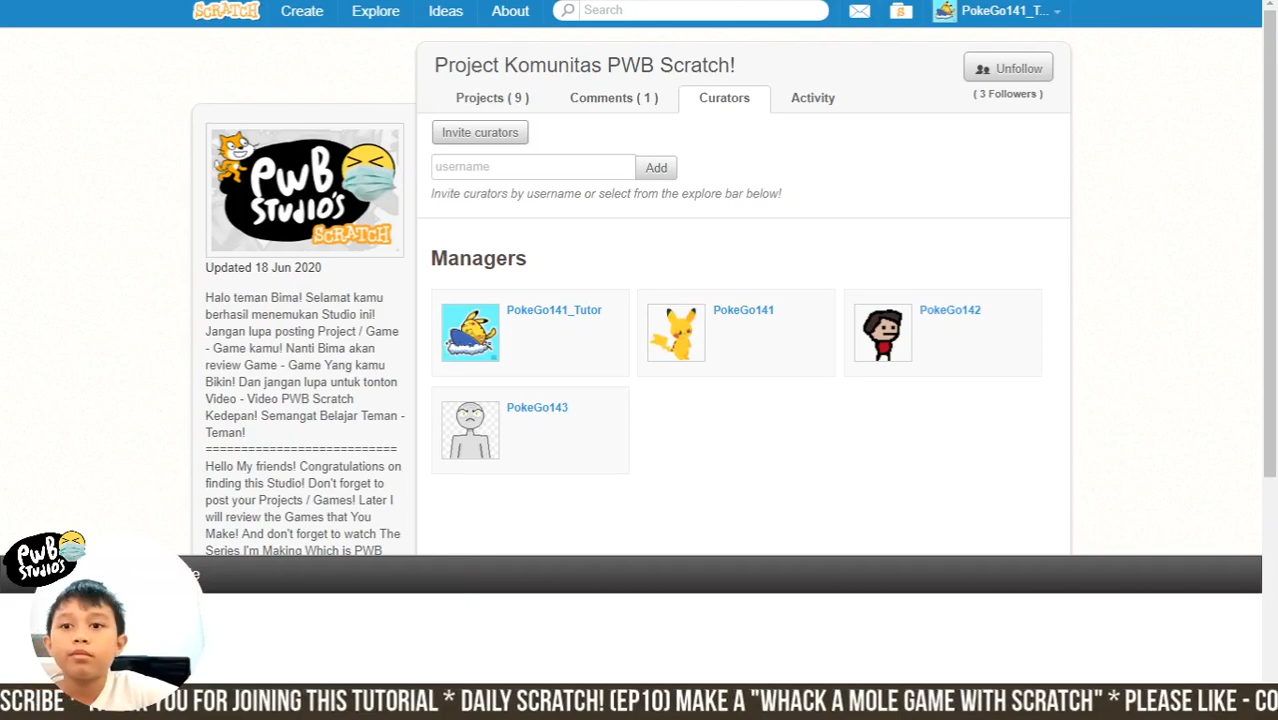 SCRATCH
Create
Explore
Ideas
About
Search
S
PokeGo141_T...
Project Komunitas PWB Scratch!
Unfollow
( 3 Followers )
Projects ( 9 )
Comments ( 1 )
Curators
Activity
Invite curators
username
Add
Invite curators by username or select from the explore bar below!
PWB
STUDIO'S
SCRATCH
Updated 18 Jun 2020
Halo teman Bima! Selamat kamu
berhasil menemukan Studio ini!
Jangan lupa posting Project / Game
- Game kamu! Nanti Bima akan
review Game - Game Yang kamu
Bikin! Dan jangan lupa untuk tonton
Video - Video PWB Scratch
Kedepan! Semangat Belajar Teman -
Teman!
===========================
Hello My friends! Congratulations on
finding this Studio! Don't forget to
post your Projects / Games! Later I
will review the Games that You
Make! And don't forget to watch The
Series I'm Making Which is PWB
Managers
PokeGo141_Tutor
PokeGo141
PokeGo142
PokeGo143
PWB
STUDIO'S
SCRIBE - THANK YOU FOR JOINING THIS TUTORIAL * DAILY SCRATCH! (EP10) MAKE A "WHACK A MOLE GAME WITH SCRATCH" * PLEASE LIKE - CO